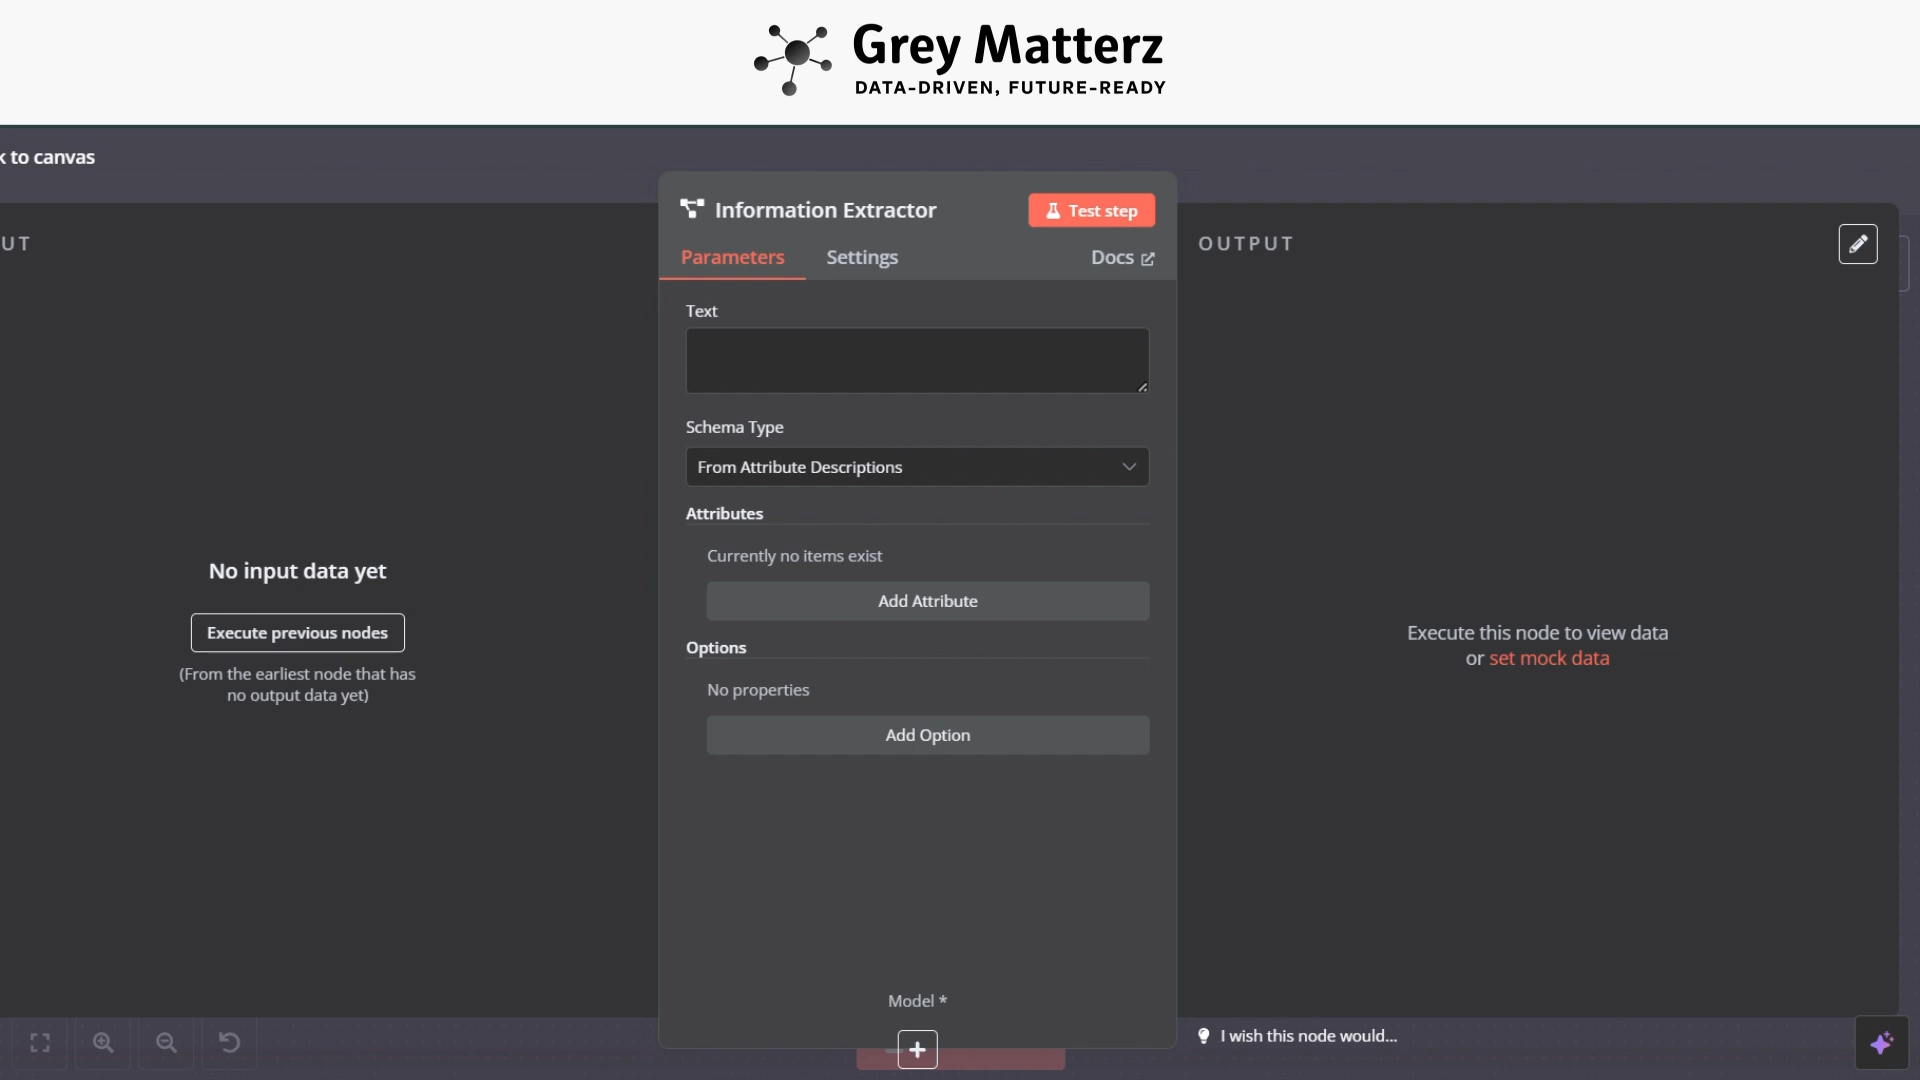 Grey Matterz
DATA-DRIVEN, FUTURE-READY
k to canvas
UT
No input data yet
Execute previous nodes
(From the earliest node that has
no output data yet)
Information Extractor
Test step
Parameters
Settings
Docs
Text
Schema Type
From Attribute Descriptions
Attributes
Currently no items exist
Add Attribute
Options
No properties
Add Option
Model *
OUTPUT
Execute this node to view data
or set mock data
I wish this node would...